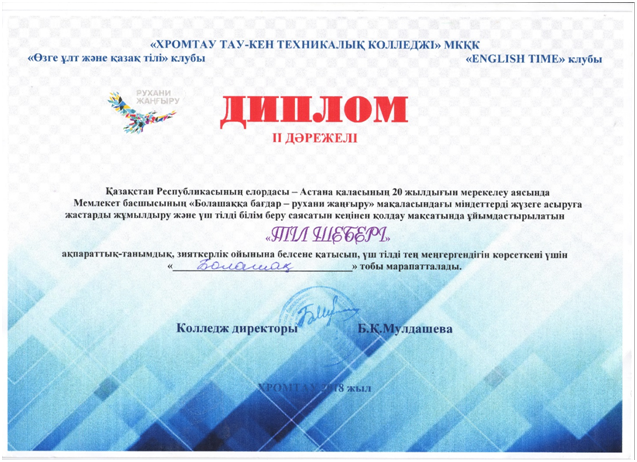 «ХРОМТАУ ТАУ-КЕН ТЕХНИКАЛЫҚ КОЛЛЕДЖІ» МКҚК
«Өзге ұлт және қазақ тілі» клубы «ENGLISH TIME» клубы
РУХАНИ
ЖАҢҒЫРУ
ДИПЛОМ
ІІ ДӘРЕЖЕЛІ
Қазақстан Республикасының елордасы – Астана қаласының 20 жылдығын мерекелеу аясында
Мемлекет басшысының «Болашаққа бағдар – рухани жаңғыру» мақаласындағы міндеттерді жүзеге асыруға
жастарды жұмылдыру және үш тілді білім беру саясатын кеңінен қолдау мақсатында ұйымдастырылатын
«ТІЛ ШЕБЕРІ»
ақпараттық-танымдық, зияткерлік ойынына белсене қатысып, үш тілді тең меңгергендігін көрсеткені үшін
«Болашақ» тобы марапатталады.
Колледж директоры Б.Қ.Мулдашева
ХРОМТАУ 2018 жыл